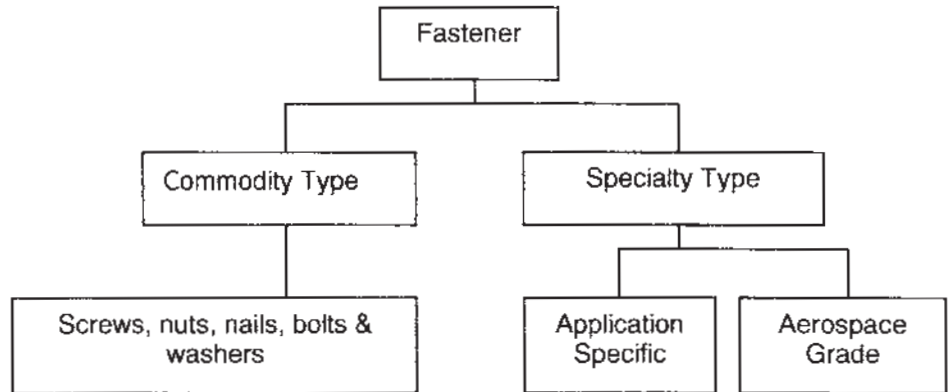 Fastener
Commodity Type
Specialty Type
Screws, nuts, nails, bolts &
washers
Application
Specific
Aerospace
Grade